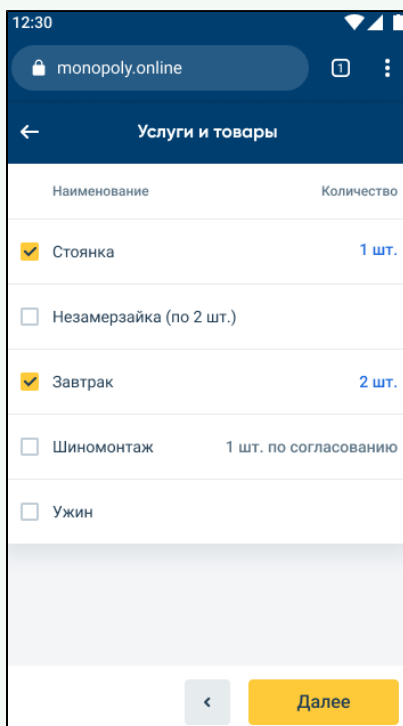 12:30
monopoly.online
1
Услуги и товары
Наименование Количество
Стоянка 1 шт.
Незамерзайка (по 2 шт.)
Завтрак 2 шт.
Шиномонтаж 1 шт. по согласованию
Ужин
Далее